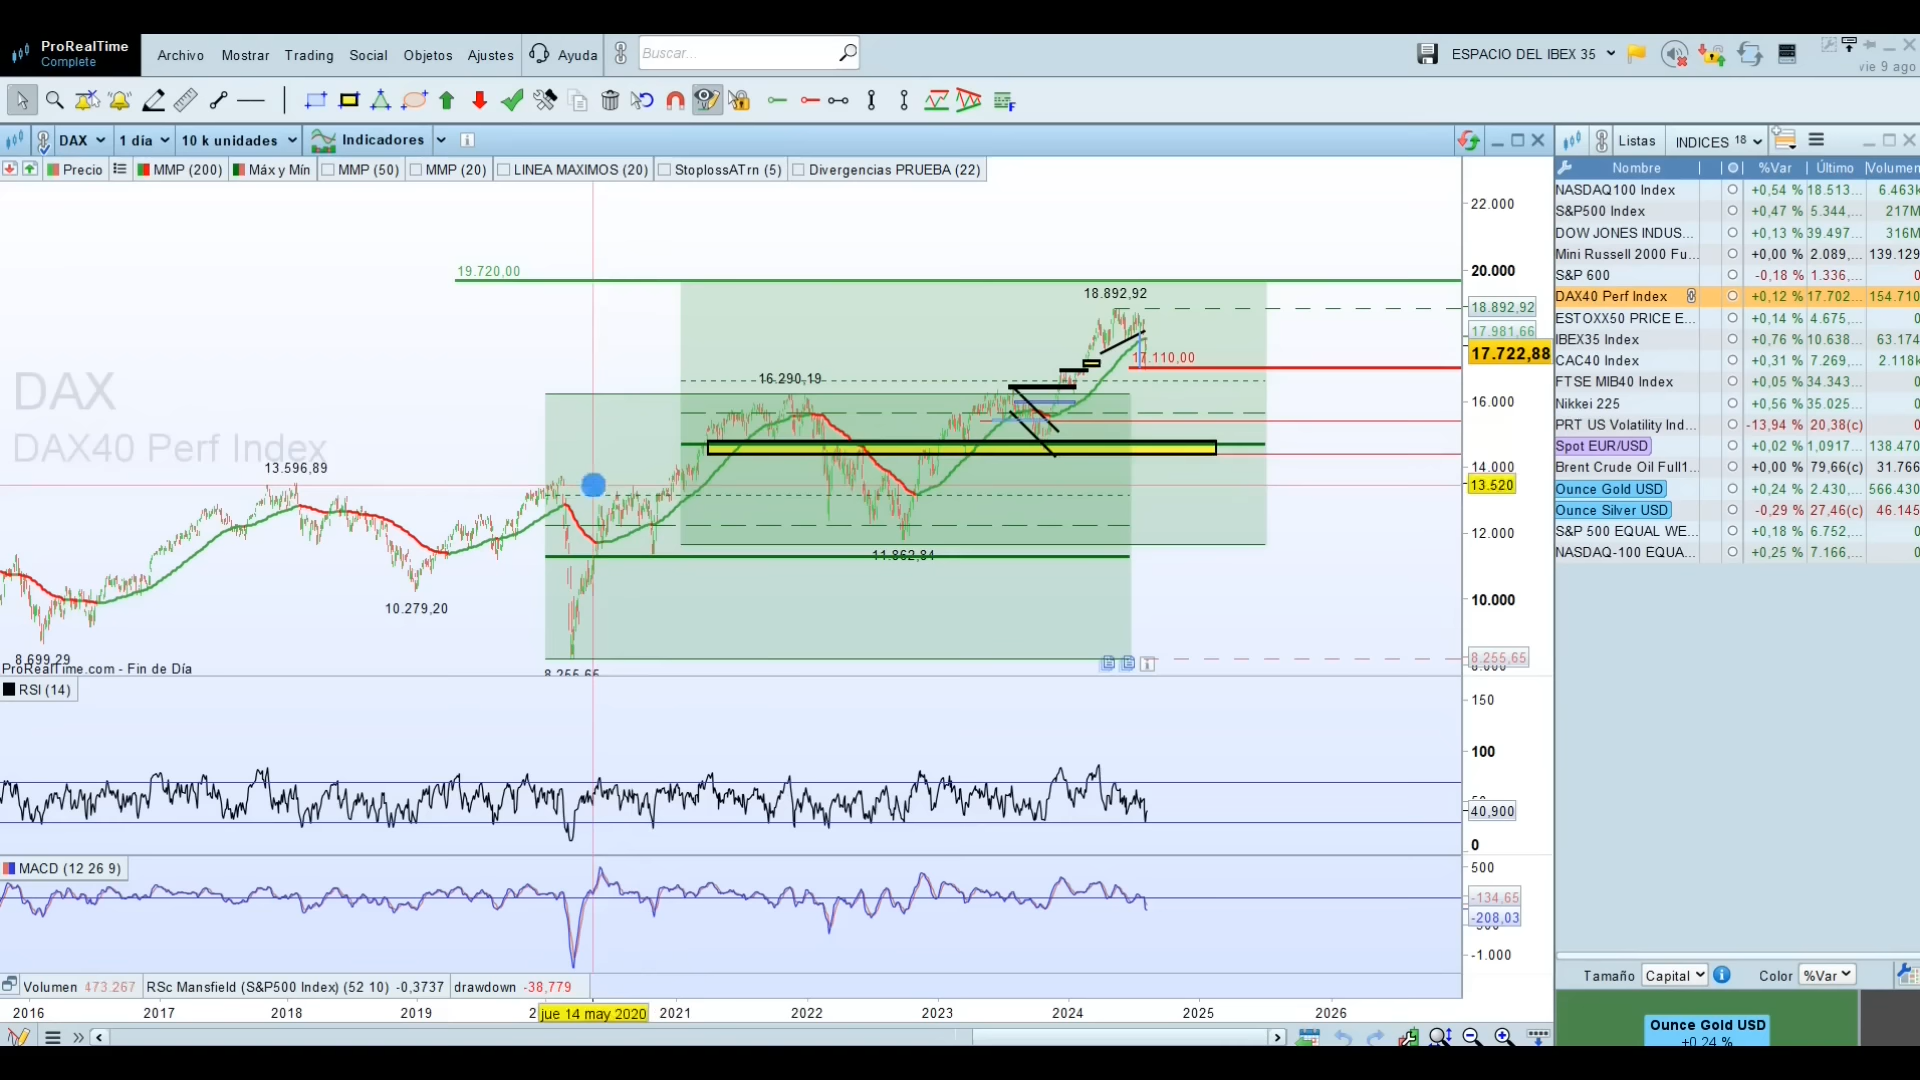 ProRealTime
Complete
Archivo Mostrar Trading Social Objetos Ajustes Ayuda Buscar... ESPACIO DEL IBEX 35
vie 9 ago
DAX 1 día 10 k unidades Indicadores Listas INDICES 18
Precio MMP (200) Máx y Mín MMP (50) MMP (20) LINEA MAXIMOS (20) StoplossATrn (5) Divergencias PRUEBA (22)
Nombre %Var Último Volumen
NASDAQ100 Index +0,54 % 18.513... 6.463k
S&P500 Index +0,47 % 5.344,... 217M
DOW JONES INDUS... +0,13 % 39.497... 316M
Mini Russell 2000 Fu... +0,00 % 2.089,... 139.129
S&P 600 -0,18 % 1.336,... 0
DAX40 Perf Index +0,12 % 17.702... 154.710
ESTOXX50 PRICE E... +0,14 % 4.675,... 0
IBEX35 Index +0,76 % 10.638... 63.174
CAC40 Index +0,31 % 7.269,... 2.118k
FTSE MIB40 Index +0,05 % 34.343... 0
Nikkei 225 +0,56 % 35.025... 0
PRT US Volatility Ind... -13,94 % 20,38(c) 0
Spot EUR/USD +0,02 % 1,0917... 138.470
Brent Crude Oil Full1... +0,00 % 79,66(c) 31.766
Ounce Gold USD +0,24 % 2.430,... 566.430
Ounce Silver USD -0,29 % 27,46(c) 46.145
S&P 500 EQUAL WE... +0,18 % 6.752,... 0
NASDAQ-100 EQUA... +0,25 % 7.166,... 0
22.000
19.720,00
20.000
18.892,92
18.892,92
17.981,66
17.722,88
17.110,00
16.290,19
16.000
DAX
DAX40 Perf Index
13.596,89
14.000
13.520
12.000
11.862,84
10.279,20
10.000
8.699,29
8.255,65
ProRealTime.com - Fin de Día
8.255,65
8.000
RSI (14)
150
100
40,900
0
MACD (12 26 9)
500
-134,65
-208,03
-1.000
Volumen 473.267 RSc Mansfield (S&P500 Index) (52 10) -0,3737 drawdown -38,779
2016 2017 2018 2019 2 jue 14 may 2020 2021 2022 2023 2024 2025 2026
Tamaño Capital Color %Var
Ounce Gold USD
+0,24 %